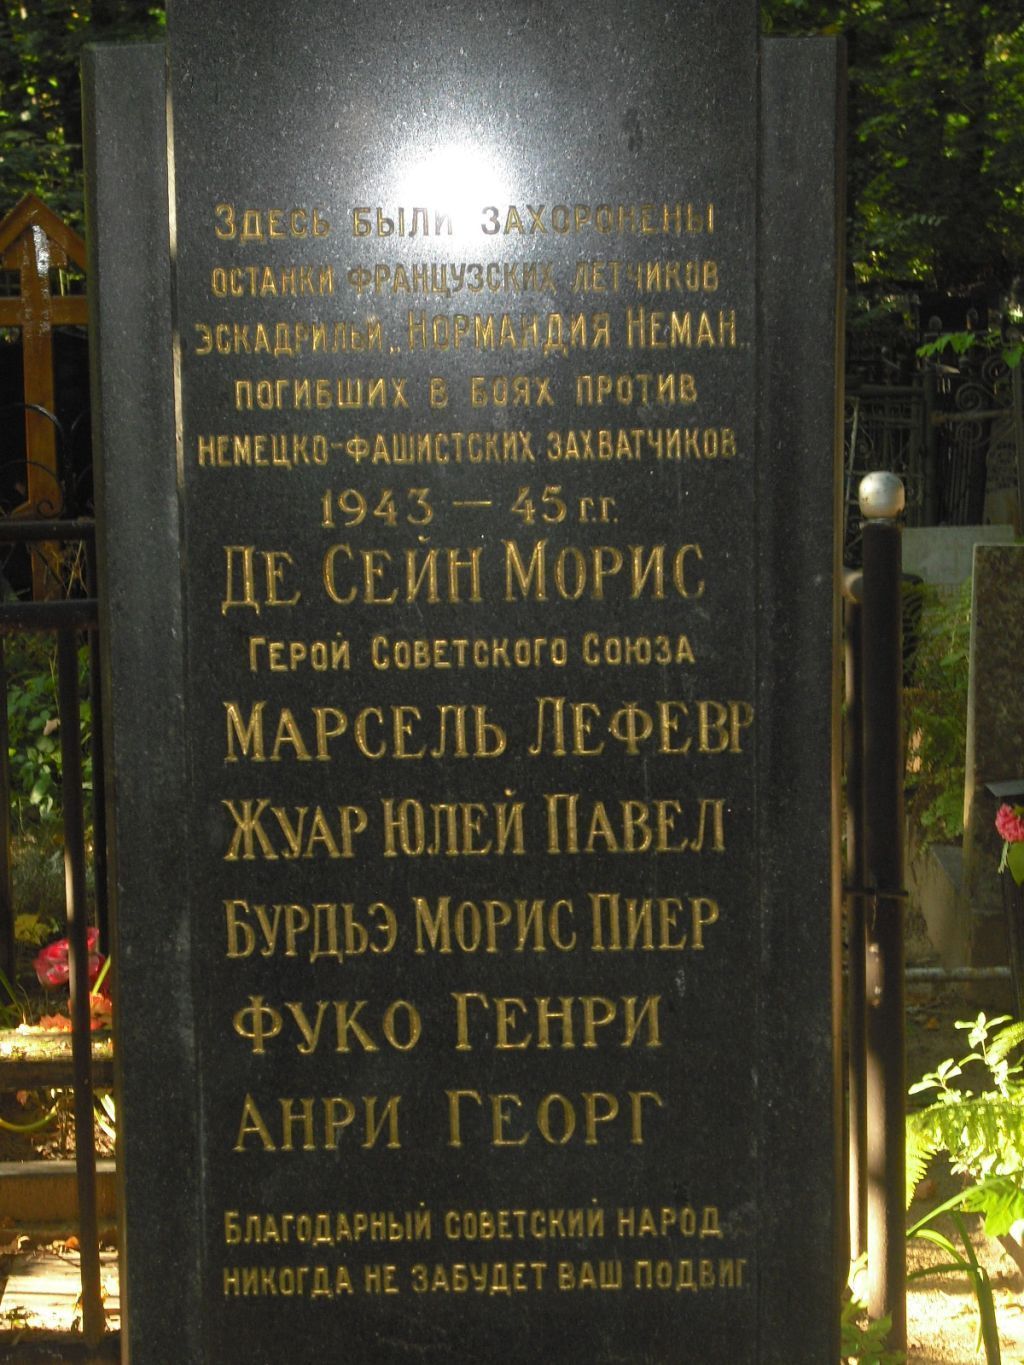 Здесь были захоронены
останки французских летчиков
эскадрильи „Нормандия Неман„
погибших в боях против
немецко-фашистских захватчиков
1943 – 45 г.г.
Де Сейн Морис
Герой Советского Союза
Марсель Лефевр
Жуар Юлей Павел
Бурдьэ Морис Пиер
Фуко Генри
Анри Георг
Благодарный советский народ
никогда не забудет ваш подвиг